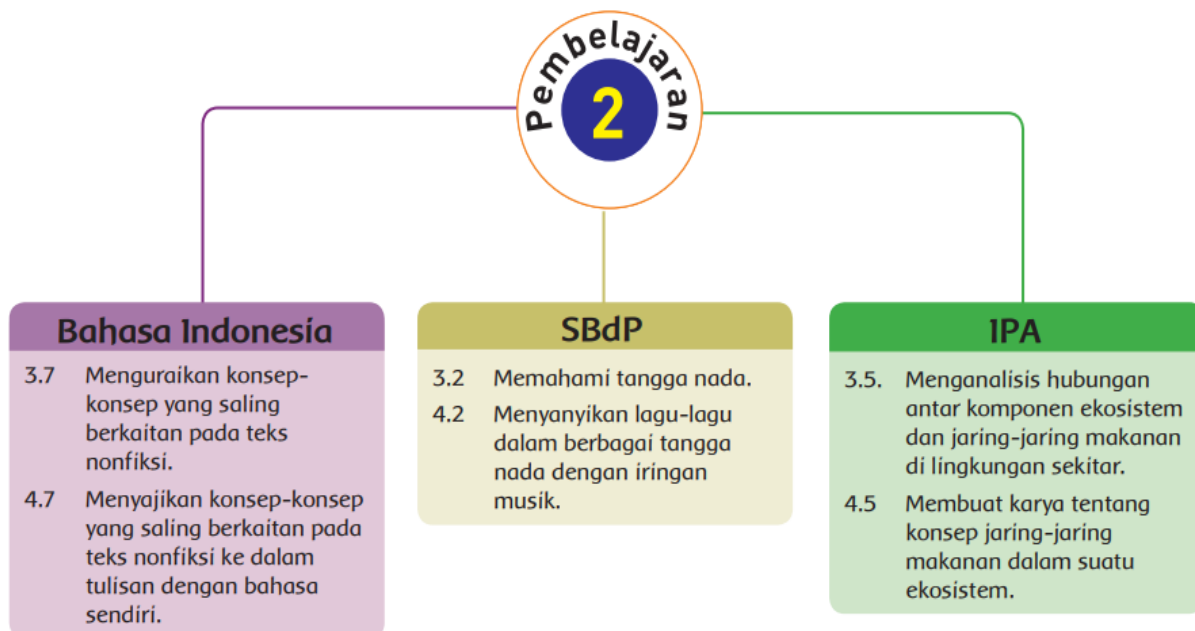 Pembelajaran
2
Bahasa Indonesia
3.7 Menguraikan konsep-
konsep yang saling
berkaitan pada teks
nonfiksi.
4.7 Menyajikan konsep-konsep
yang saling berkaitan pada
teks nonfiksi ke dalam
tulisan dengan bahasa
sendiri.
SBdP
3.2 Memahami tangga nada.
4.2 Menyanyikan lagu-lagu
dalam berbagai tangga
nada dengan iringan
musik.
IPA
3.5. Menganalisis hubungan
antar komponen ekosistem
dan jaring-jaring makanan
di lingkungan sekitar.
4.5 Membuat karya tentang
konsep jaring-jaring
makanan dalam suatu
ekosistem.